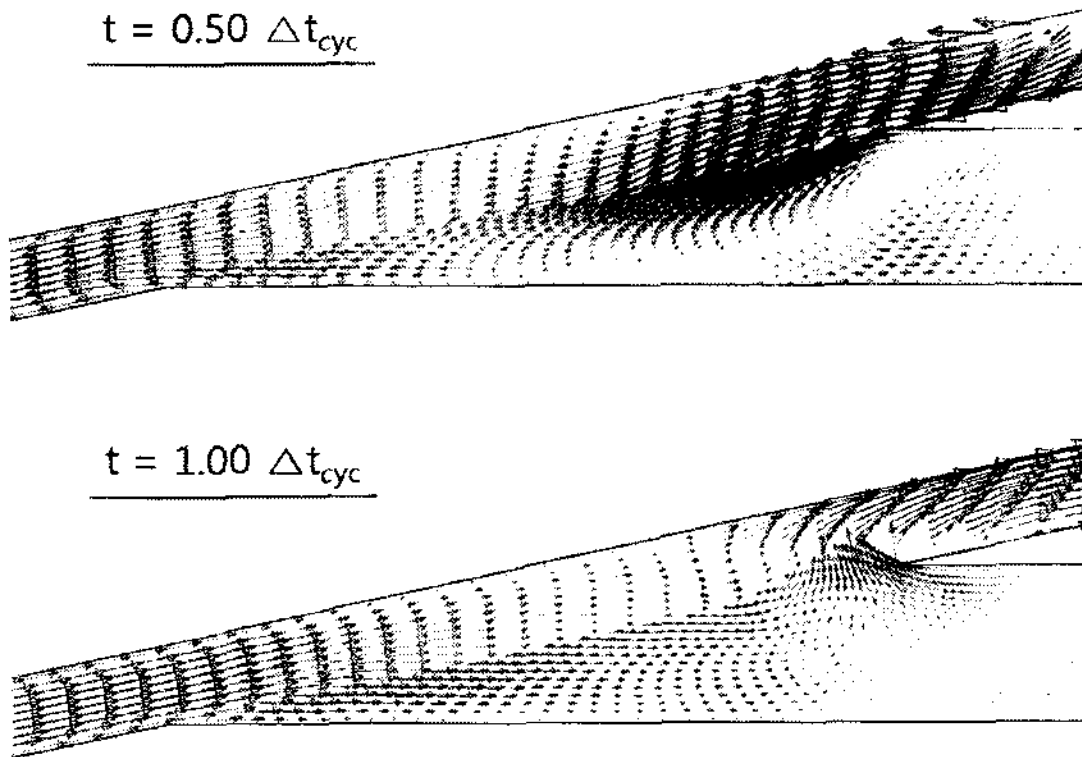 t = 0.50 △t_cyc
t = 1.00 △t_cyc